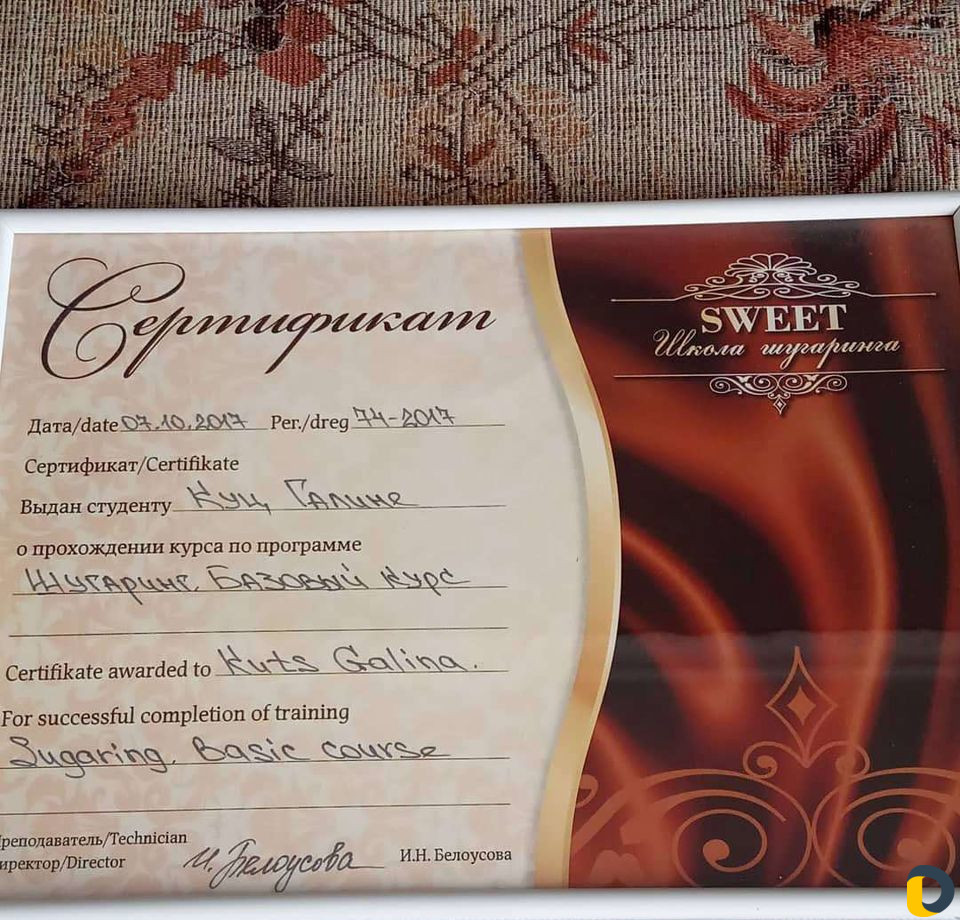 Сертификат
SWEET
Школа шугаринга
Дата/date 07.10.2017 Рег./dreg 74-2017
Сертификат/Certifikate
Выдан студенту Куц Галине
о прохождении курса по программе
Шугаринг. Базовый курс
Certifikate awarded to Kuts Galina.
For successful completion of training
Sugaring. Basic course
реподаватель/Technician
иректор/Director И. Белоусова И.Н. Белоусова